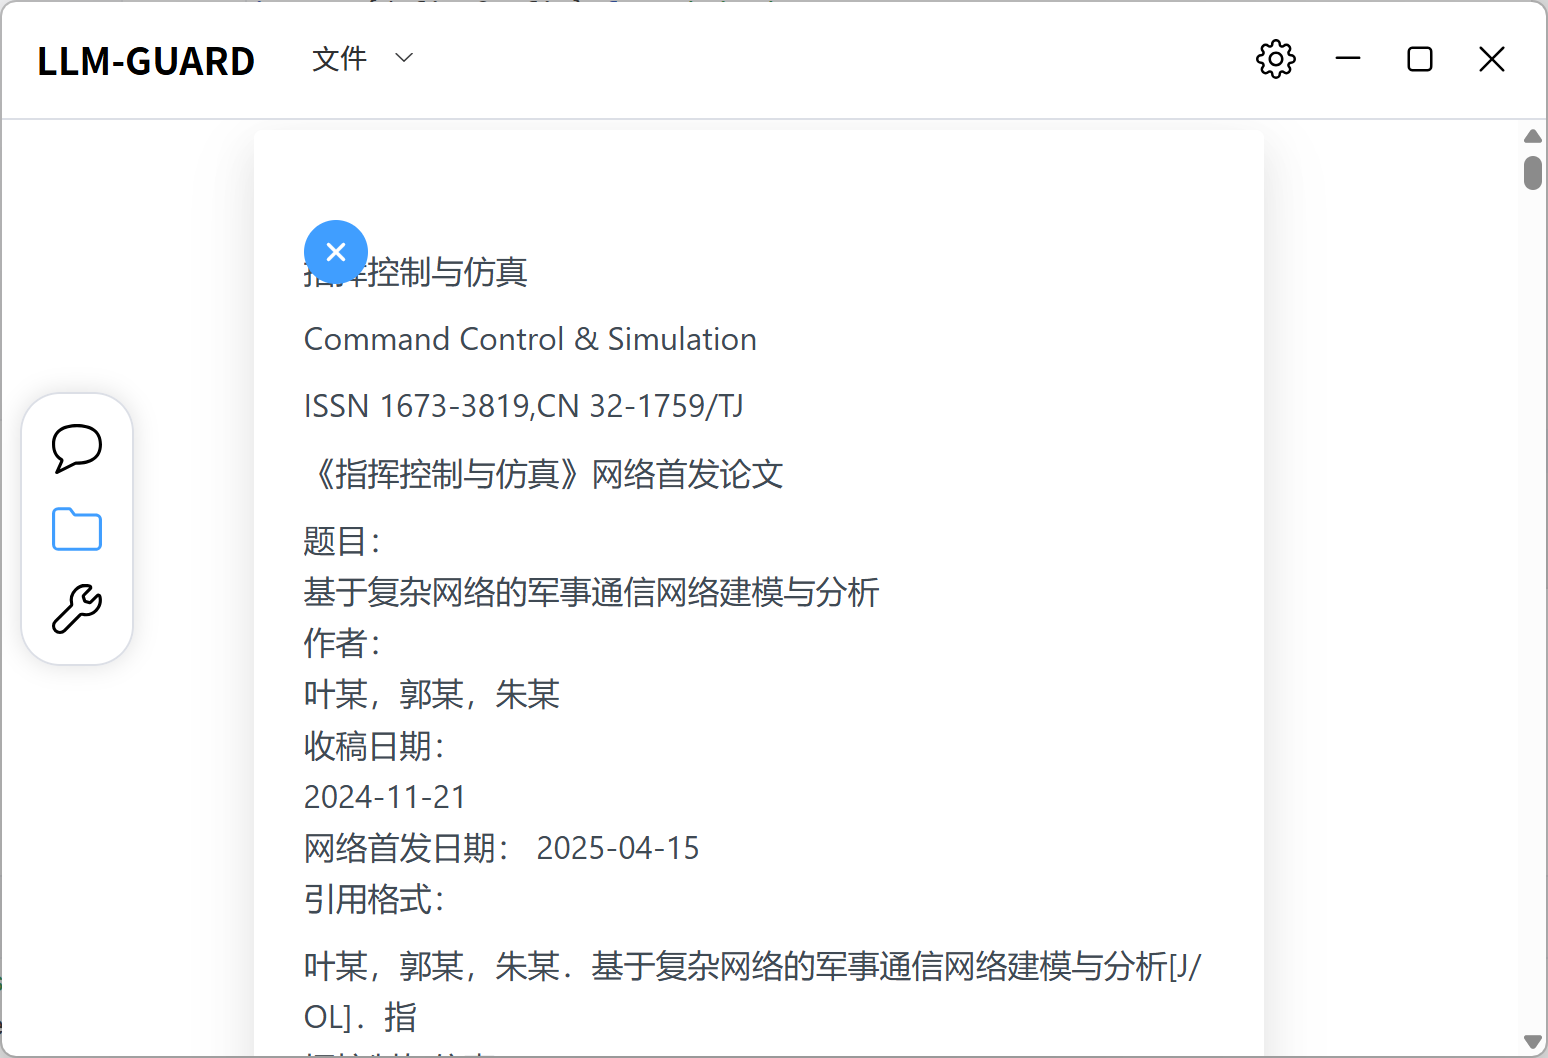 LLM-GUARD
文件
指挥控制与仿真
Command Control & Simulation
ISSN 1673-3819,CN 32-1759/TJ
《指挥控制与仿真》网络首发论文
题目：
基于复杂网络的军事通信网络建模与分析
作者：
叶某，郭某，朱某
收稿日期：
2024-11-21
网络首发日期： 2025-04-15
引用格式：
叶某，郭某，朱某．基于复杂网络的军事通信网络建模与分析[J/
OL]．指